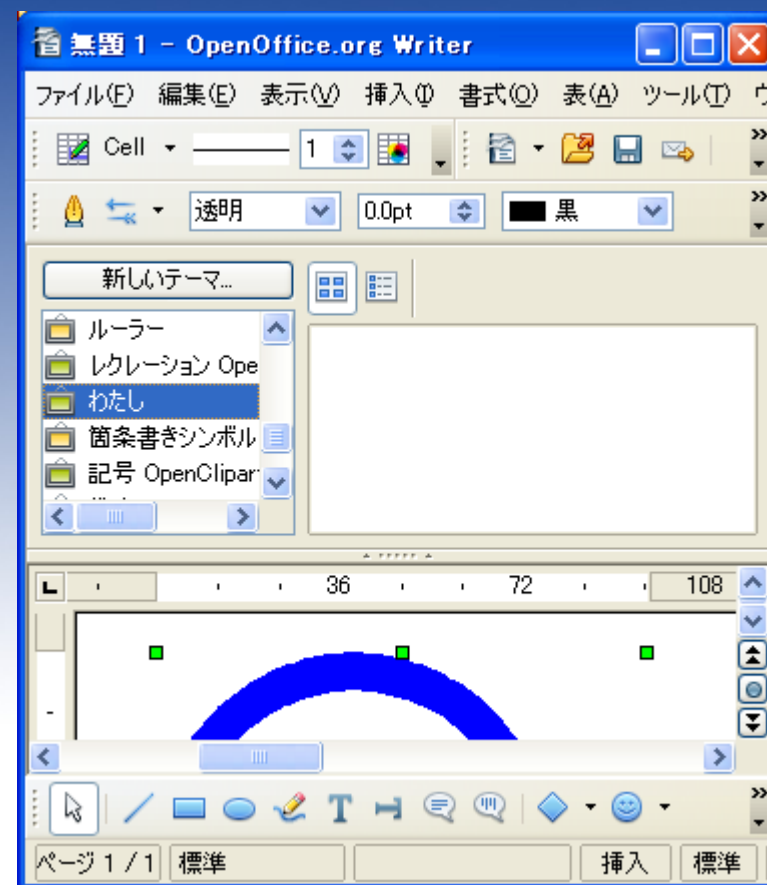 無題 1 - OpenOffice.org Writer
ファイル(F) 編集(E) 表示(V) 挿入(I) 書式(O) 表(A) ツール(T)
Cell 1
透明 0.0pt 黒
新しいテーマ...
ルーラー
レクレーション Ope
わたし
箇条書きシンボル
記号 OpenClipar
36 72 108
ページ 1 / 1 標準 挿入 標準